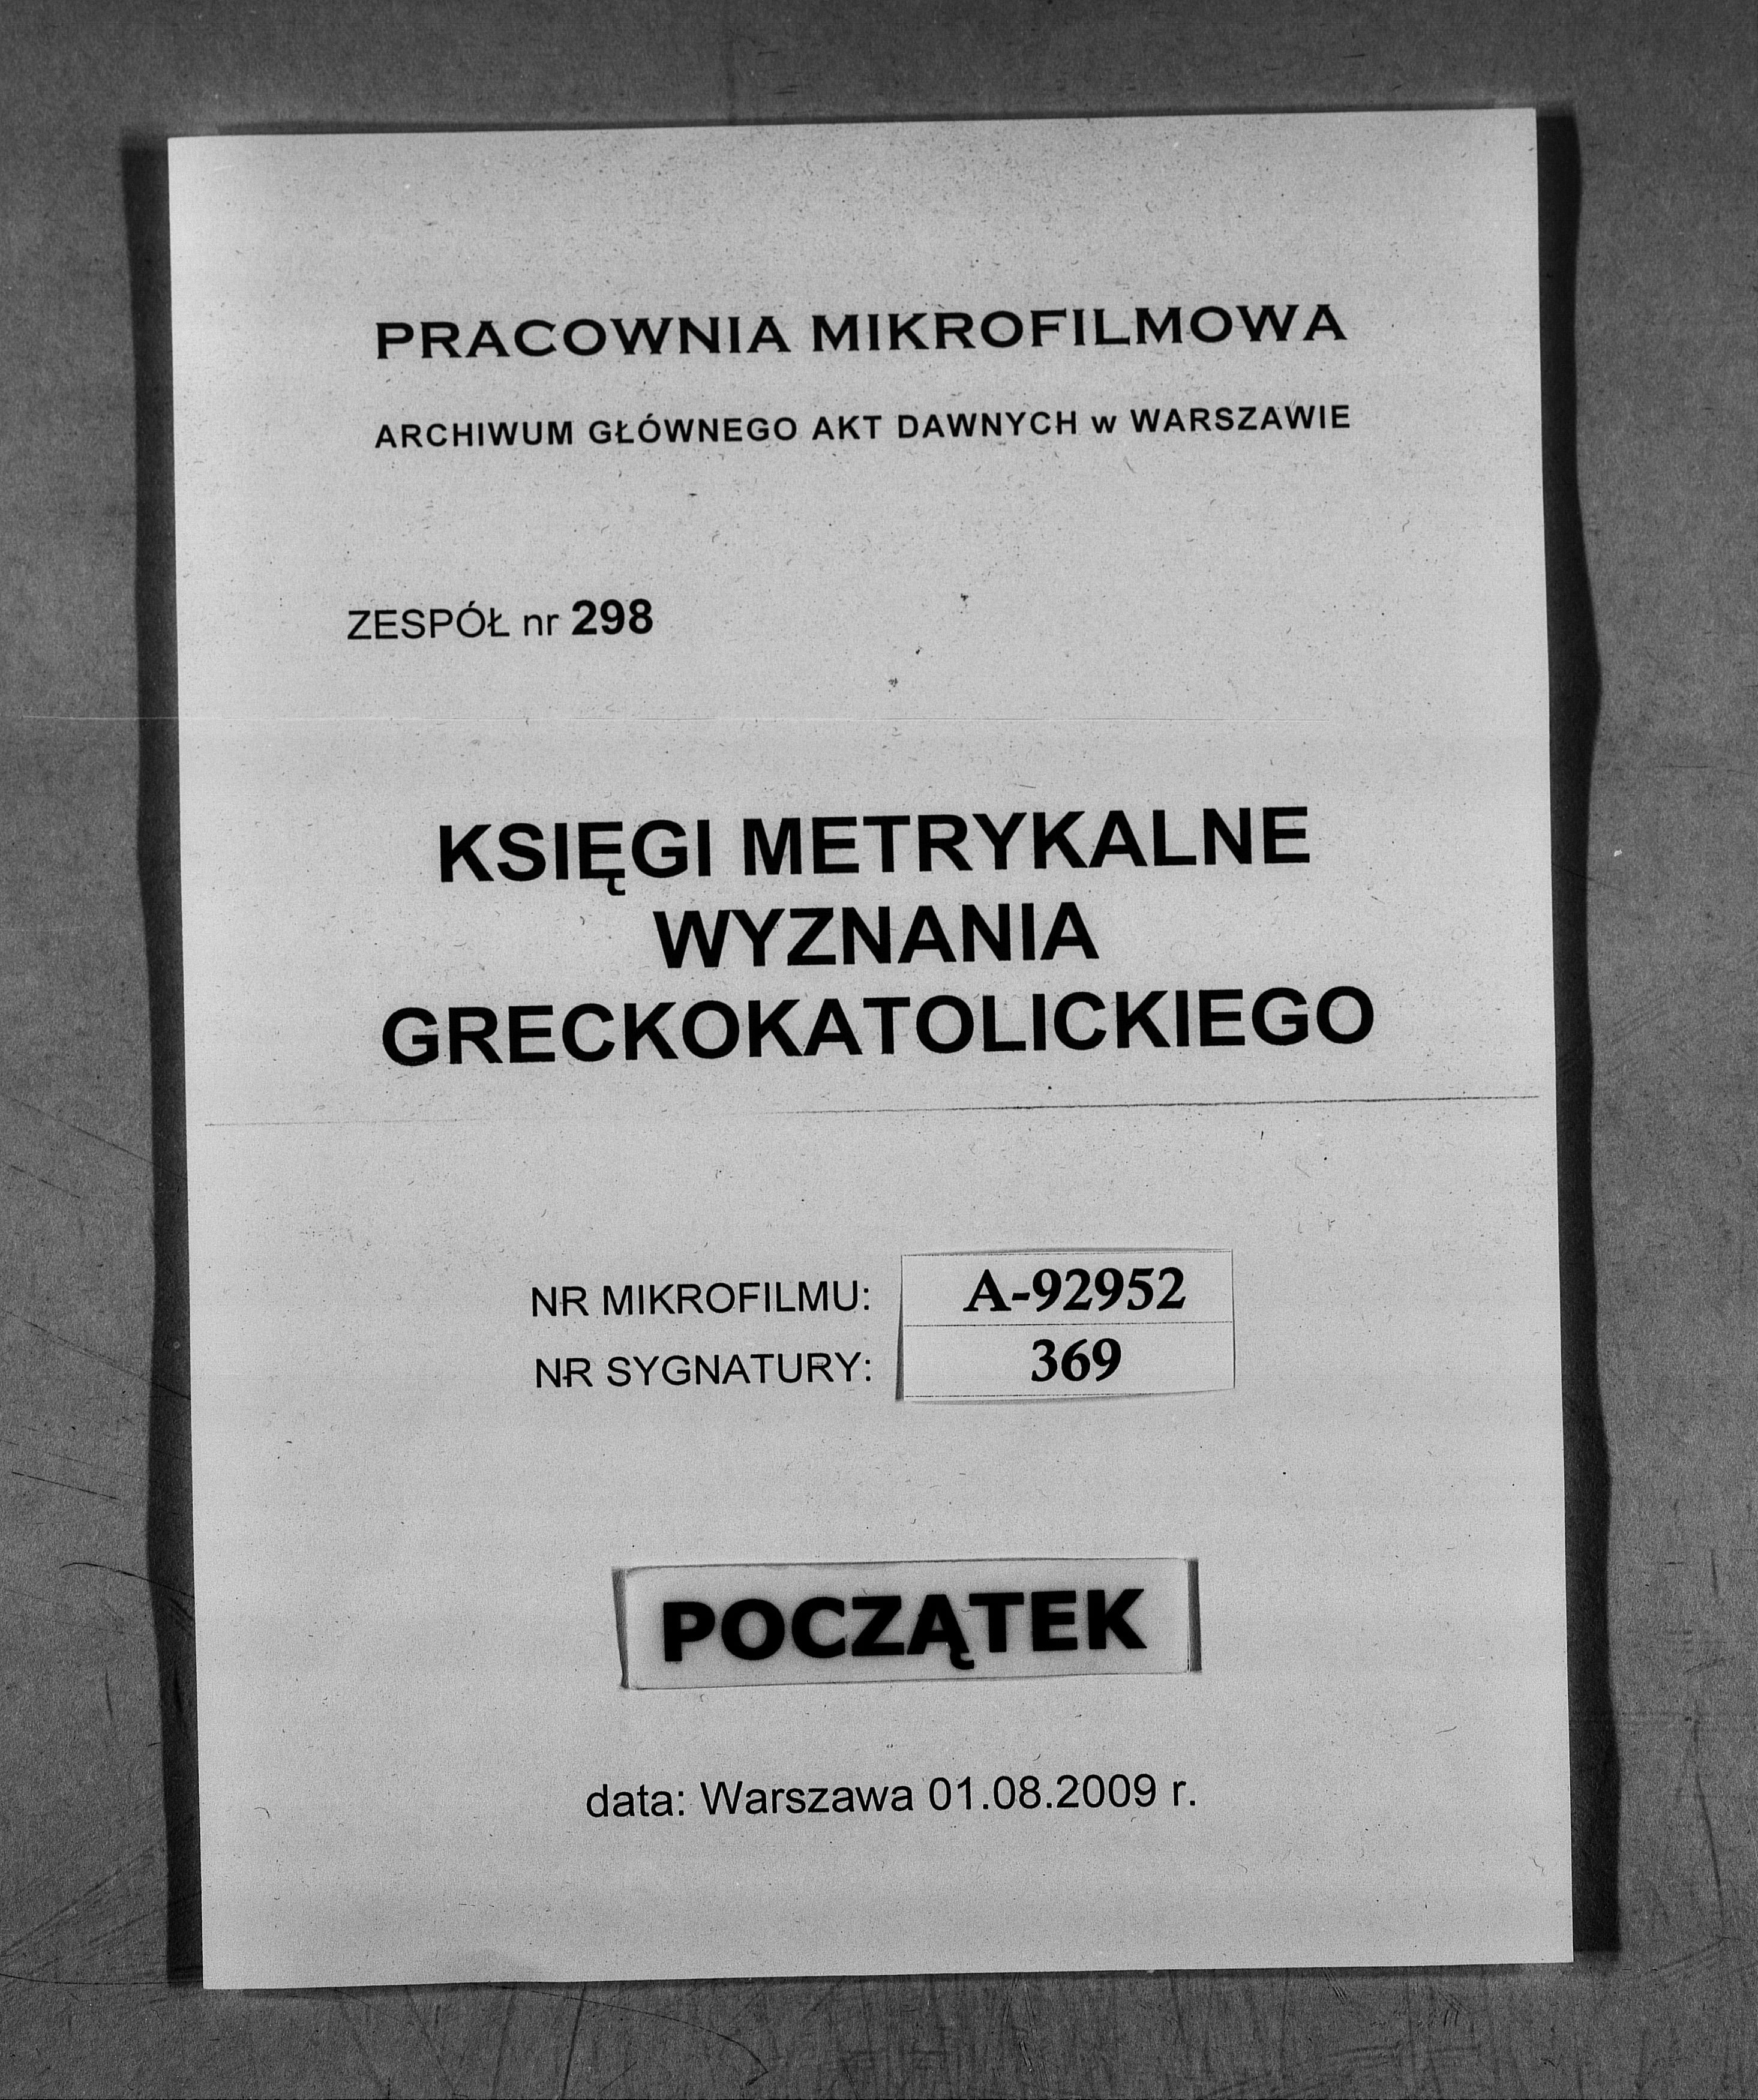 PRACOWNIA MIKROFILMOWA
ARCHIWUM GŁÓWNEGO AKT DAWNYCH w WARSZAWIE
ZESPÓŁ nr 298
KSIĘGI METRYKALNE
WYZNANIA
GRECKOKATOLICKIEGO
NR MIKROFILMU: A-92952
NR SYGNATURY: 369
POCZĄTEK
data: Warszawa 01.08.2009 r.